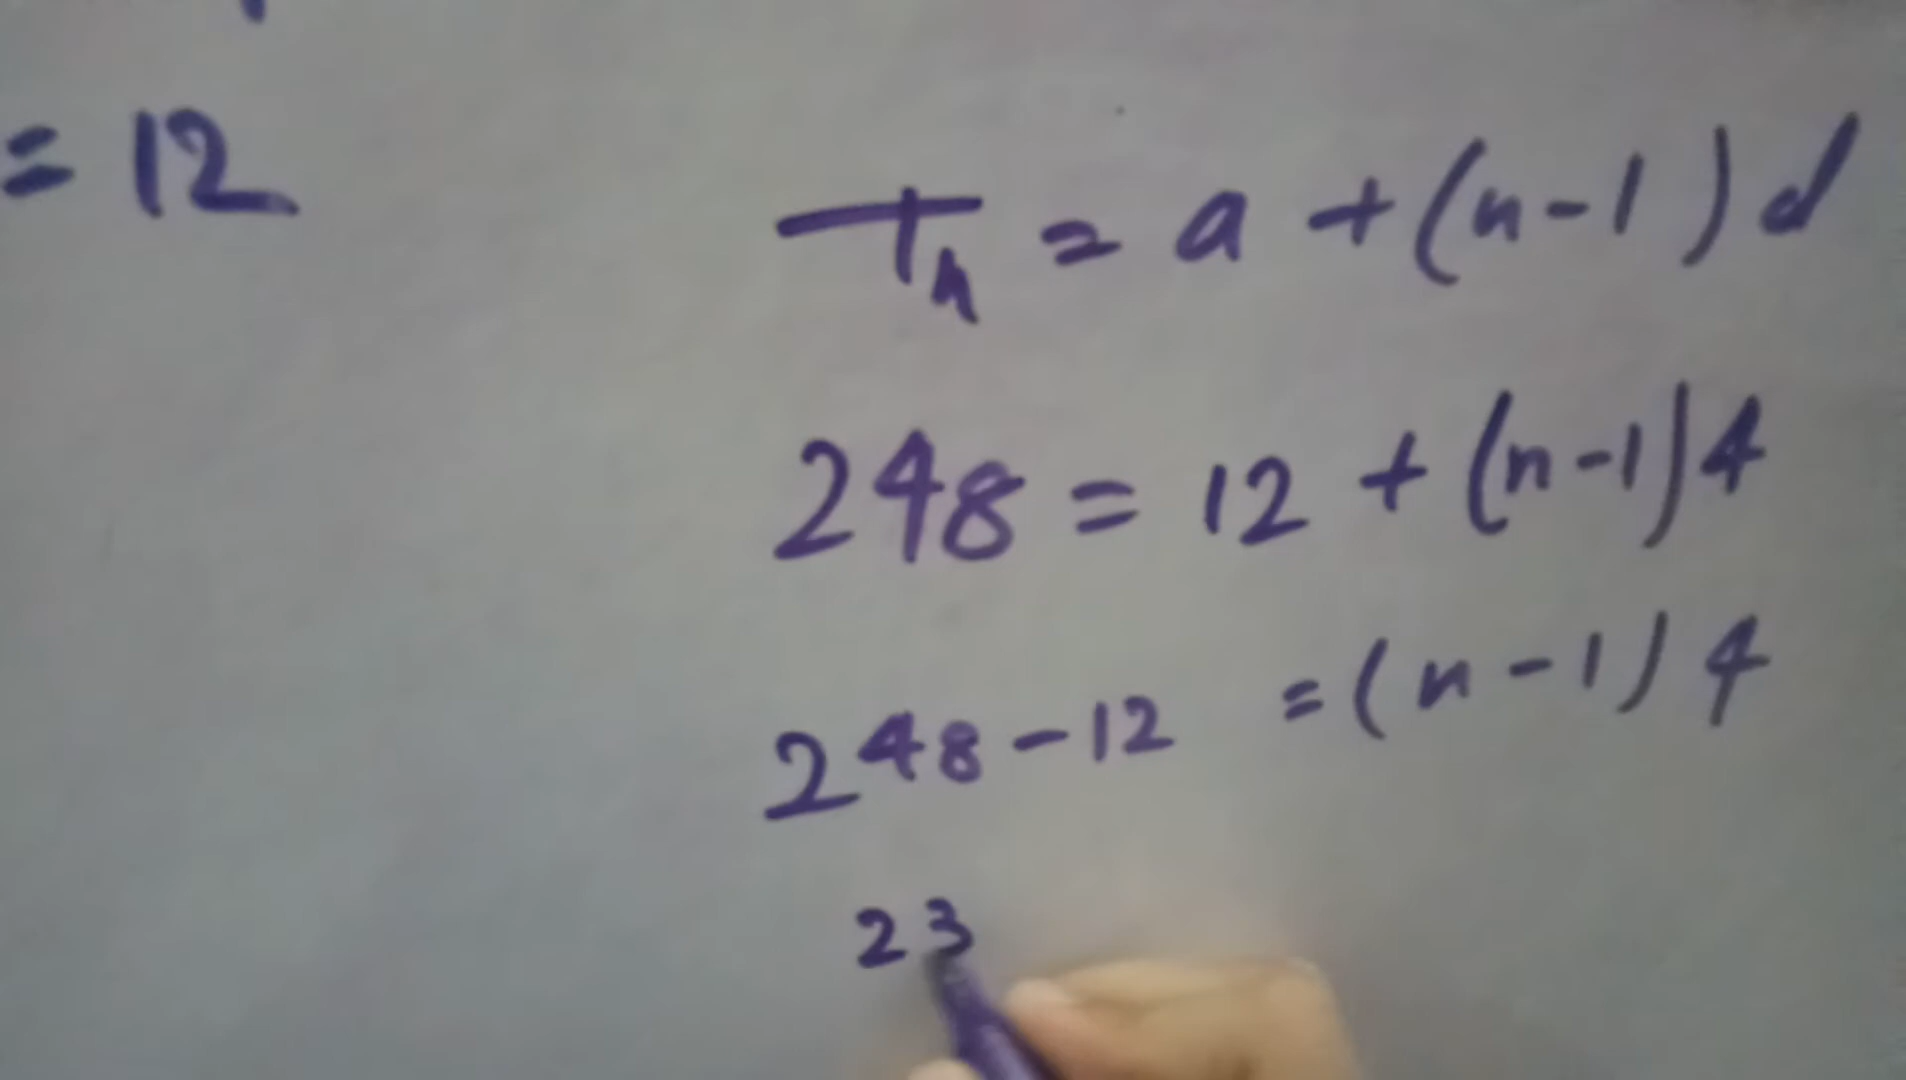 = 12
Tn = a + (n-1)d
248 = 12 + (n-1)4
248 - 12 = (n-1)4
23